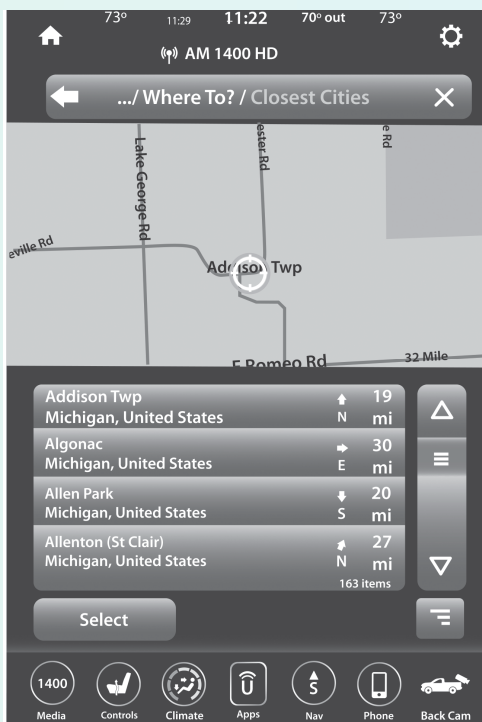 73º 11:29 11:22 70º out 73º
AM 1400 HD
.../ Where To? / Closest Cities
Lake George Rd
ester Rd
e Rd
eville Rd
Addison Twp
E Romeo Rd
32 Mile
Addison Twp 19
Michigan, United States N mi
Algonac 30
Michigan, United States E mi
Allen Park 20
Michigan, United States S mi
Allenton (St Clair) 27
Michigan, United States N mi
163 items
Select
1400 S
Media Controls Climate Apps Nav Phone Back Cam